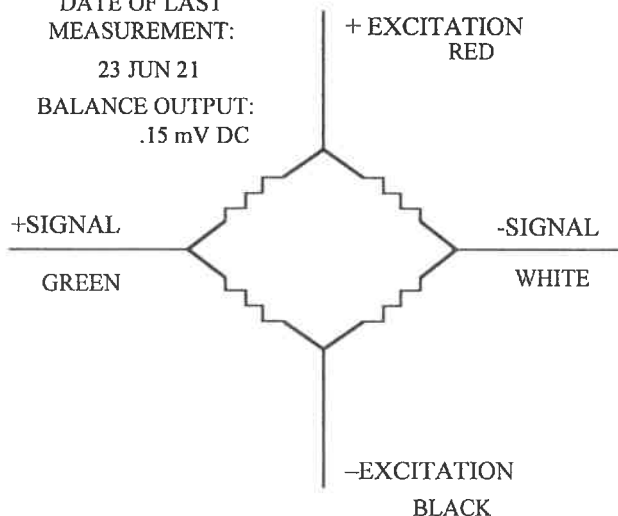 DATE OF LAST
MEASUREMENT:
23 JUN 21
BALANCE OUTPUT:
.15 mV DC
+ EXCITATION
RED
+SIGNAL
GREEN
-SIGNAL
WHITE
–EXCITATION
BLACK